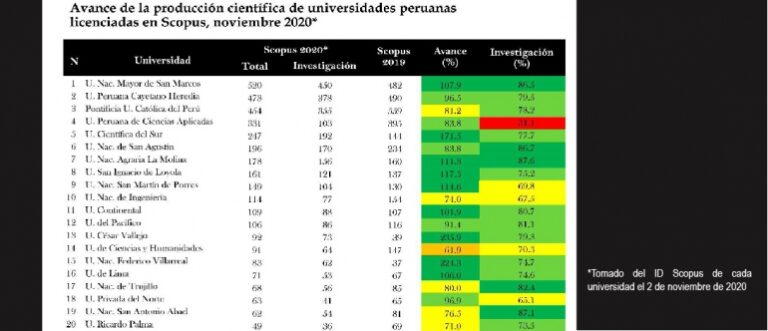 Avance de la producción científica de universidades peruanas
licenciadas en Scopus, noviembre 2020*
N Universidad Scopus 2020* Total Investigación Scopus 2019 Avance (%) Investigación (%)
1 U. Nac. Mayor de San Marcos 520 450 482 107.9 86.5
2 U. Peruana Cayetano Heredia 473 378 490 96.5 79.5
3 Pontificia U. Católica del Perú 454 355 559 81.2 78.2
4 U. Peruana de Ciencias Aplicadas 331 103 395 83.8 31.1
5 U. Científica del Sur 247 192 144 171.5 77.7
6 U. Nac. de San Agustín 196 170 234 83.8 86.7
7 U. Nac. Agraria La Molina 178 156 160 111.3 87.6
8 U. San Ignacio de Loyola 161 121 137 117.5 75.2
9 U. Nac. San Martín de Porres 149 104 130 114.6 69.8
10 U. Nac. de Ingeniería 114 77 154 74.0 67.5
11 U. Continental 109 88 107 101.9 80.7
12 U. del Pacífico 106 86 116 91.4 81.1
13 U. César Vallejo 92 73 39 235.9 79.3
14 U. de Ciencias y Humanidades 91 64 147 61.9 70.3
15 U. Nac. Federico Villarreal 83 62 37 224.3 74.7
16 U. de Lima 71 53 67 106.0 74.6
17 U. Nac. de Trujillo 68 56 85 80.0 82.4
18 U. Privada del Norte 63 41 65 96.9 65.1
19 U. Nac. San Antonio Abad 62 54 81 76.5 87.1
20 U. Ricardo Palma 49 36 69 71.0 73.5
*Tomado del ID Scopus de cada
universidad el 2 de noviembre de 2020